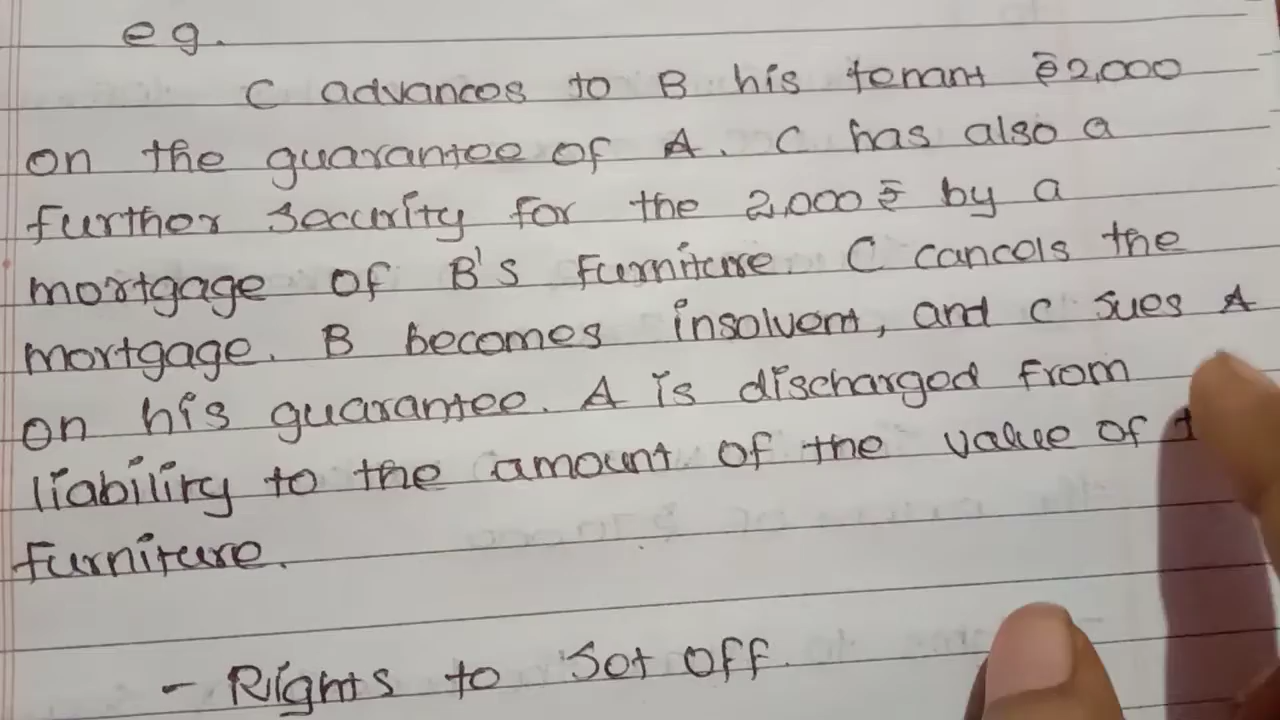 eg.
C advances to B his tenant ₹2,000
on the guarantee of A. C has also a
further security for the 2,000 ₹ by a
mortgage of B's furniture. C cancels the
mortgage. B becomes insolvent, and C sues A
on his guarantee. A is discharged from
liability to the amount of the value of
furniture.
- Rights to Set off.